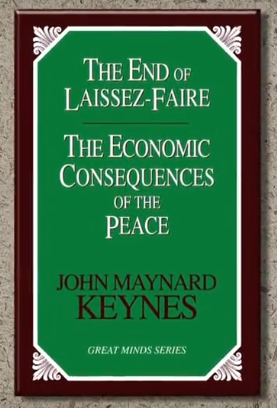 THE END OF
LAISSEZ-FAIRE
THE ECONOMIC
CONSEQUENCES
OF THE
PEACE
JOHN MAYNARD
KEYNES
GREAT MINDS SERIES